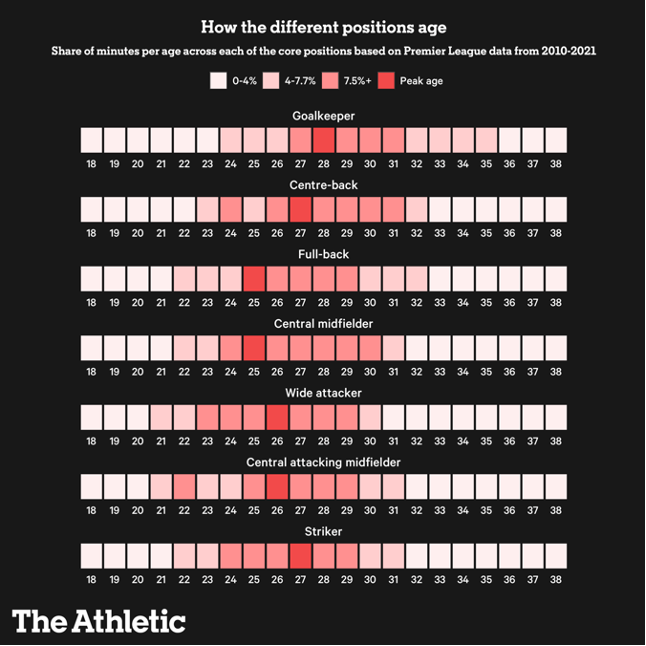 How the different positions age
Share of minutes per age across each of the core positions based on Premier League data from 2010-2021
0-4% 4-7.7% 7.5%+ Peak age
Goalkeeper
18 19 20 21 22 23 24 25 26 27 28 29 30 31 32 33 34 35 36 37 38
Centre-back
18 19 20 21 22 23 24 25 26 27 28 29 30 31 32 33 34 35 36 37 38
Full-back
18 19 20 21 22 23 24 25 26 27 28 29 30 31 32 33 34 35 36 37 38
Central midfielder
18 19 20 21 22 23 24 25 26 27 28 29 30 31 32 33 34 35 36 37 38
Wide attacker
18 19 20 21 22 23 24 25 26 27 28 29 30 31 32 33 34 35 36 37 38
Central attacking midfielder
18 19 20 21 22 23 24 25 26 27 28 29 30 31 32 33 34 35 36 37 38
Striker
18 19 20 21 22 23 24 25 26 27 28 29 30 31 32 33 34 35 36 37 38
The Athletic